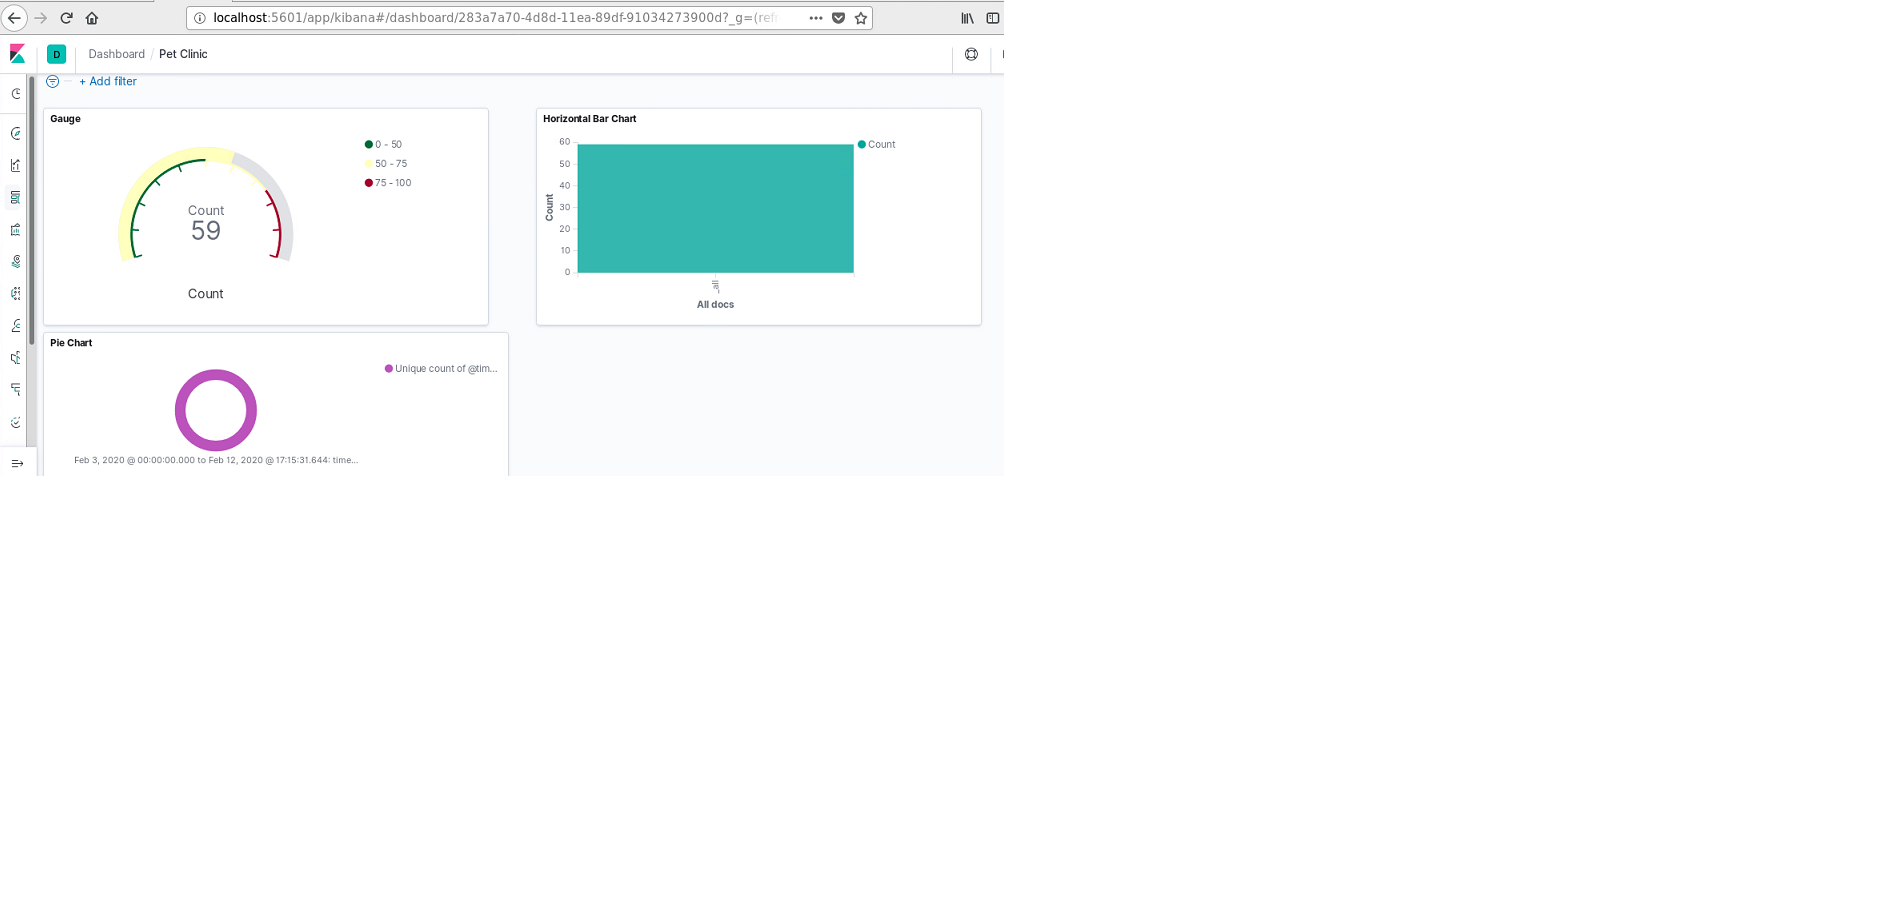 localhost:5601/app/kibana#/dashboard/283a7a70-4d8d-11ea-89df-91034273900d?_g=(refr
D
Dashboard / Pet Clinic
+ Add filter
Gauge
0 - 50
50 - 75
75 - 100
Count
59
Count
Horizontal Bar Chart
60
50
40
30
20
10
0
Count
_all
All docs
Count
Pie Chart
Unique count of @tim...
Feb 3, 2020 @ 00:00:00.000 to Feb 12, 2020 @ 17:15:31.644: time...